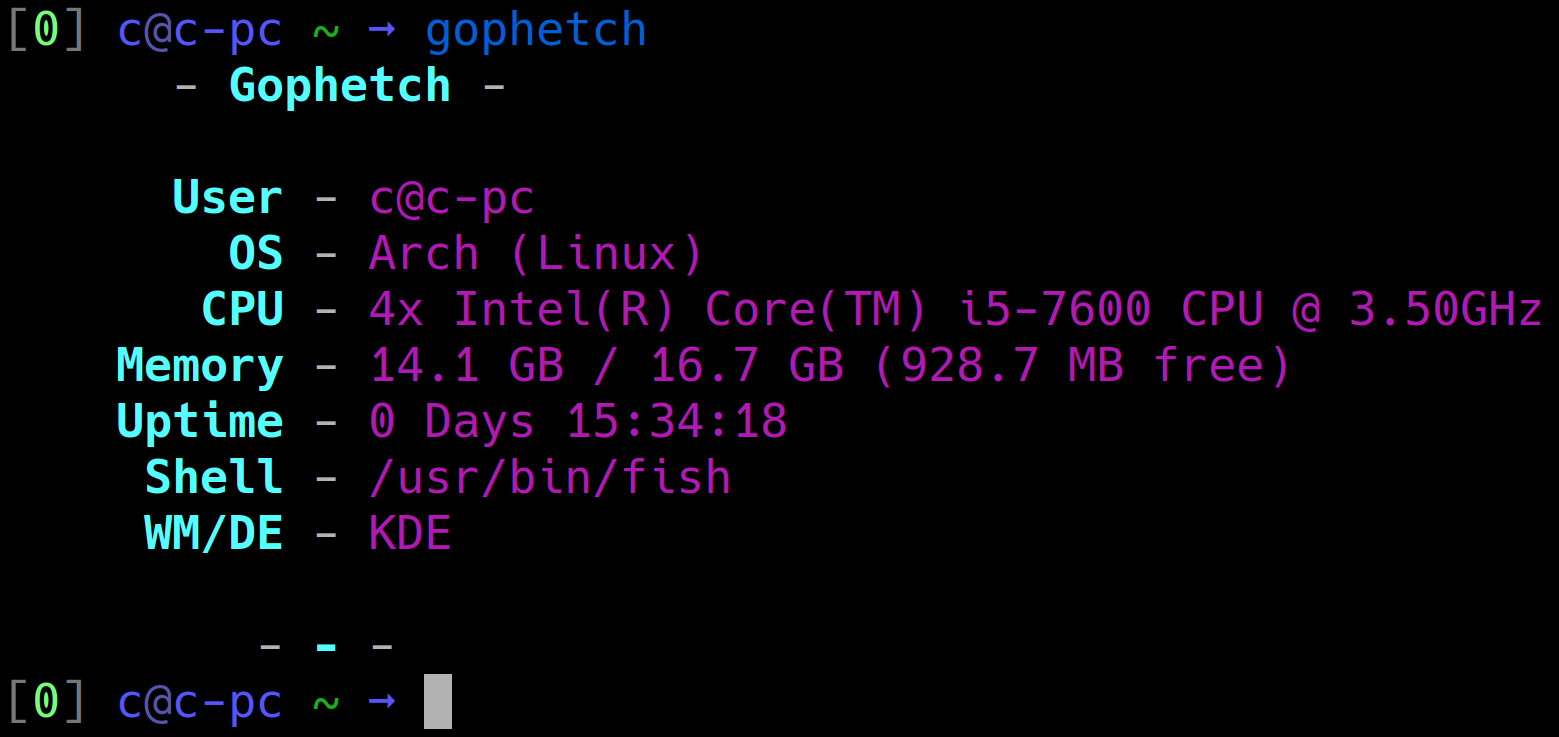 [0] c@c-pc ~ → gophetch
- Gophetch -
User - c@c-pc
OS - Arch (Linux)
CPU - 4x Intel(R) Core(TM) i5-7600 CPU @ 3.50GHz
Memory - 14.1 GB / 16.7 GB (928.7 MB free)
Uptime - 0 Days 15:34:18
Shell - /usr/bin/fish
WM/DE - KDE
- - -
[0] c@c-pc ~ →